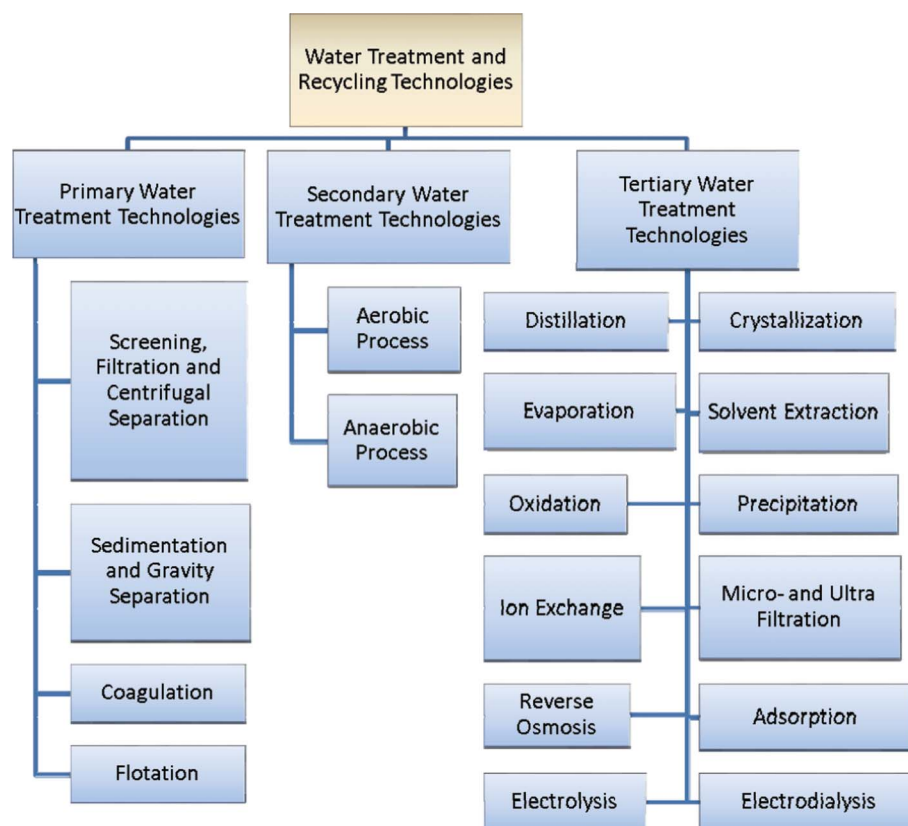 Water Treatment and
Recycling Technologies
Primary Water
Treatment Technologies
Secondary Water
Treatment Technologies
Tertiary Water
Treatment
Technologies
Screening,
Filtration and
Centrifugal
Separation
Sedimentation
and Gravity
Separation
Coagulation
Flotation
Aerobic
Process
Anaerobic
Process
Distillation
Crystallization
Evaporation
Solvent Extraction
Oxidation
Precipitation
Ion Exchange
Micro- and Ultra
Filtration
Reverse
Osmosis
Adsorption
Electrolysis
Electrodialysis